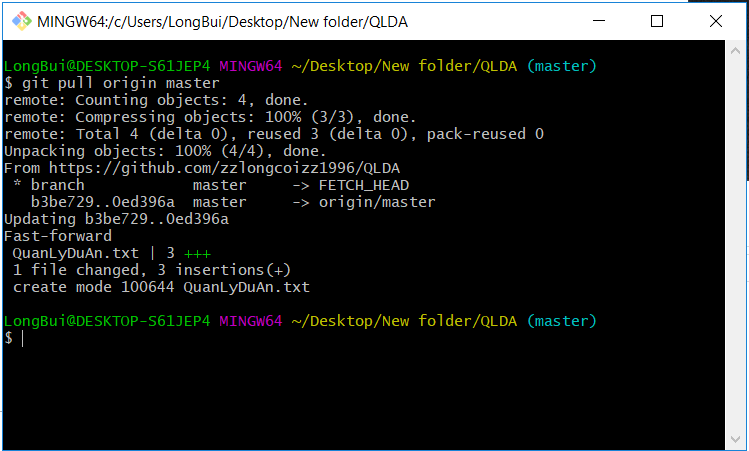 MINGW64:/c/Users/LongBui/Desktop/New folder/QLDA
LongBui@DESKTOP-S61JEP4 MINGW64 ~/Desktop/New folder/QLDA (master)
$ git pull origin master
remote: Counting objects: 4, done.
remote: Compressing objects: 100% (3/3), done.
remote: Total 4 (delta 0), reused 3 (delta 0), pack-reused 0
Unpacking objects: 100% (4/4), done.
From https://github.com/zzlongcoizz1996/QLDA
 * branch            master     -> FETCH_HEAD
   b3be729..0ed396a  master     -> origin/master
Updating b3be729..0ed396a
Fast-forward
 QuanLyDuAn.txt | 3 +++
 1 file changed, 3 insertions(+)
 create mode 100644 QuanLyDuAn.txt
LongBui@DESKTOP-S61JEP4 MINGW64 ~/Desktop/New folder/QLDA (master)
$